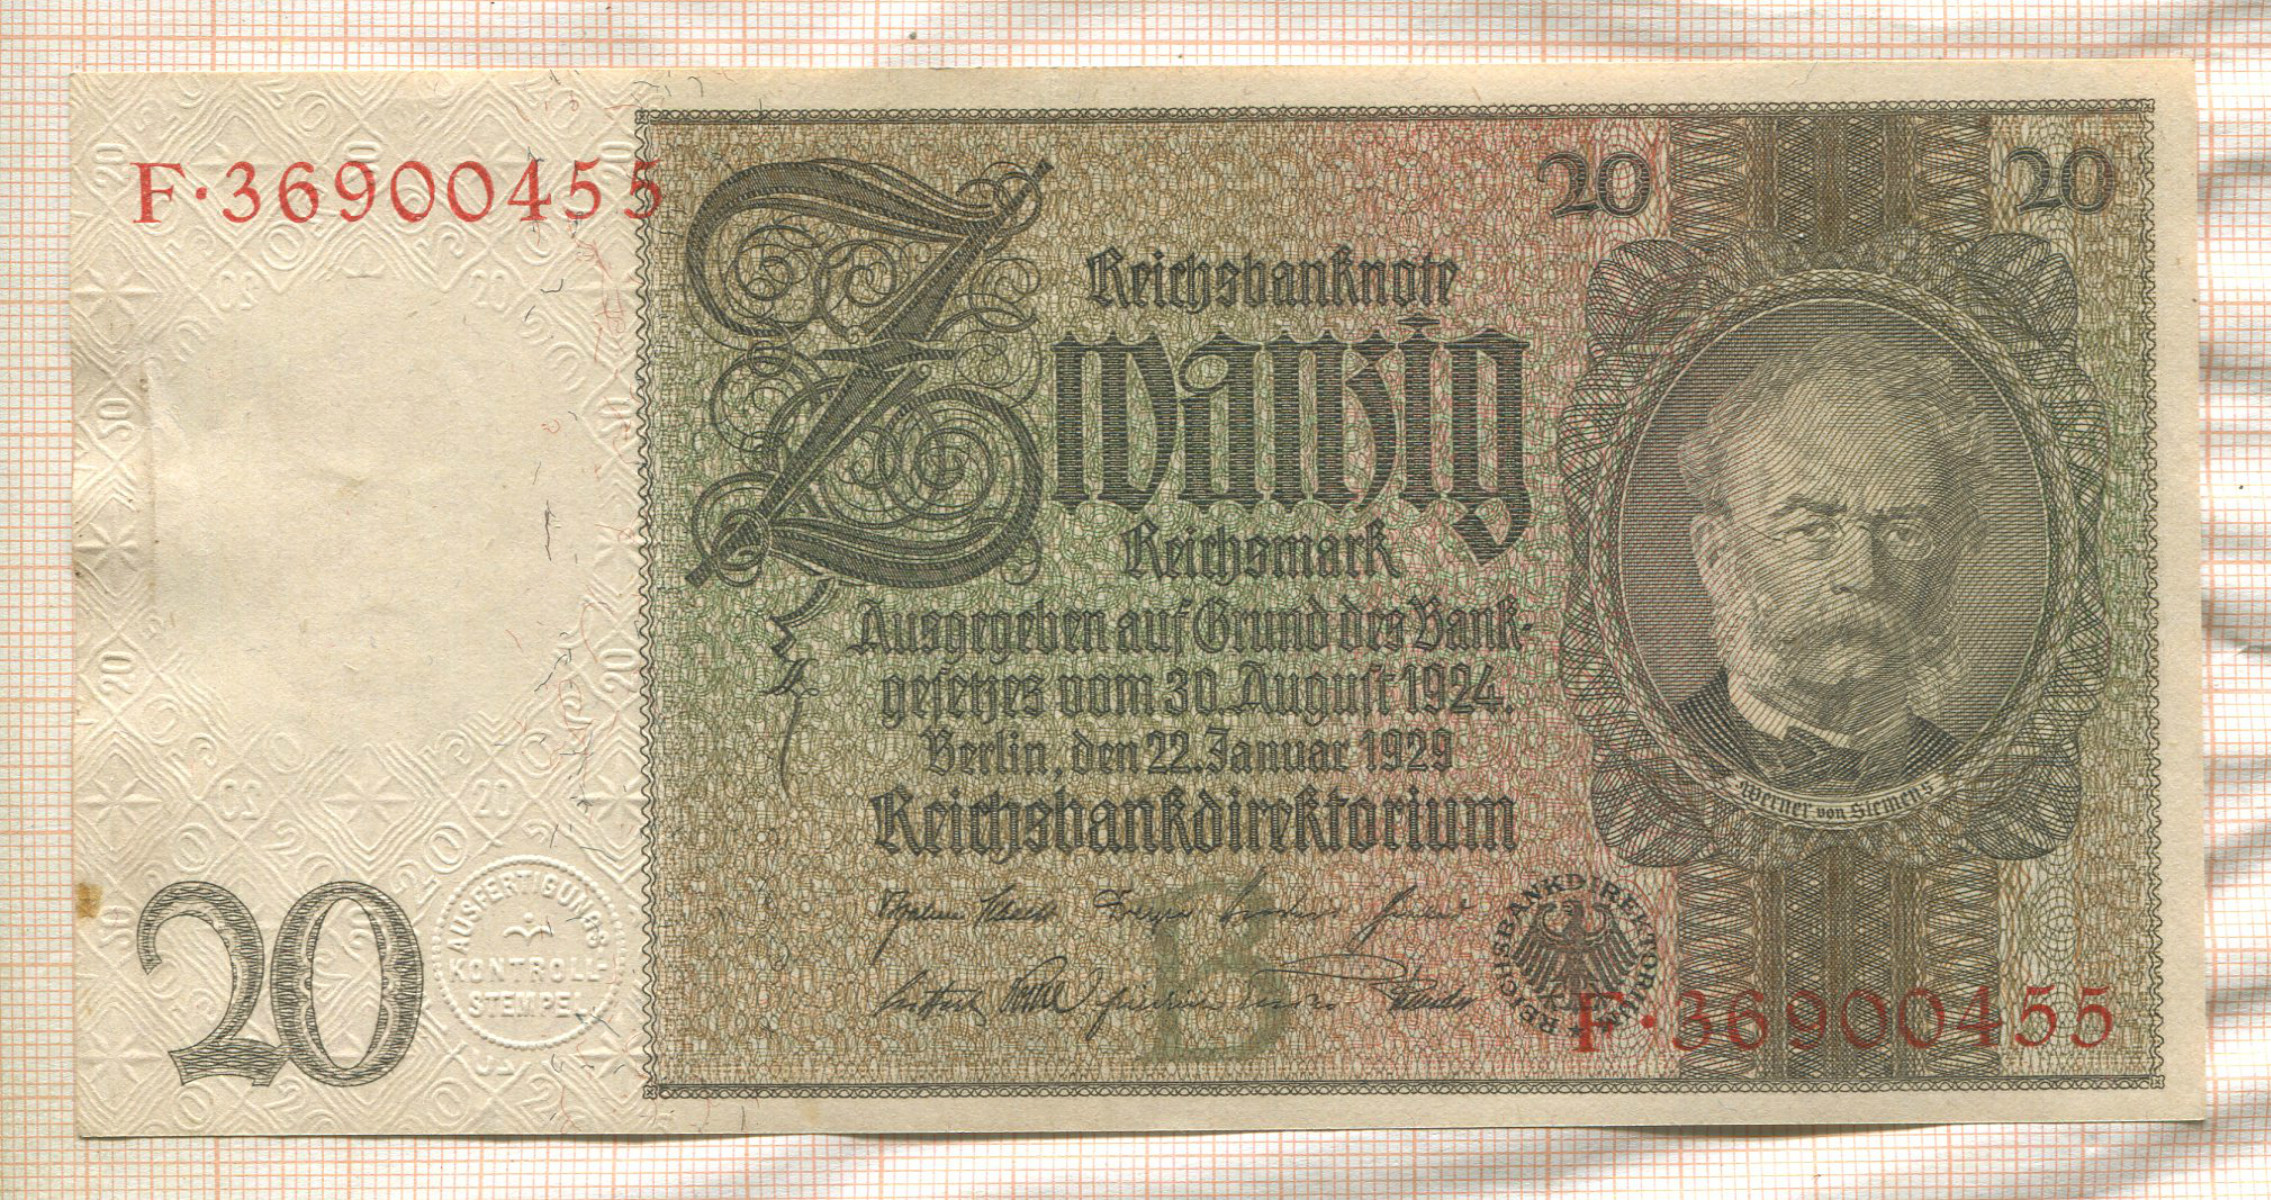 F·36900455
20
20
Reichsbanknote
Zwanzig
Reichsmark
Ausgegeben auf Grund des Bank-
gesetzes vom 30. August 1924.
Berlin, den 22. Januar 1929
Reichsbankdirektorium
Werner von Siemens
20
AUSFERTIGUNGS
KONTROLL-
STEMPEL
B
REICHSBANKDIREKTORIUM
F·36900455